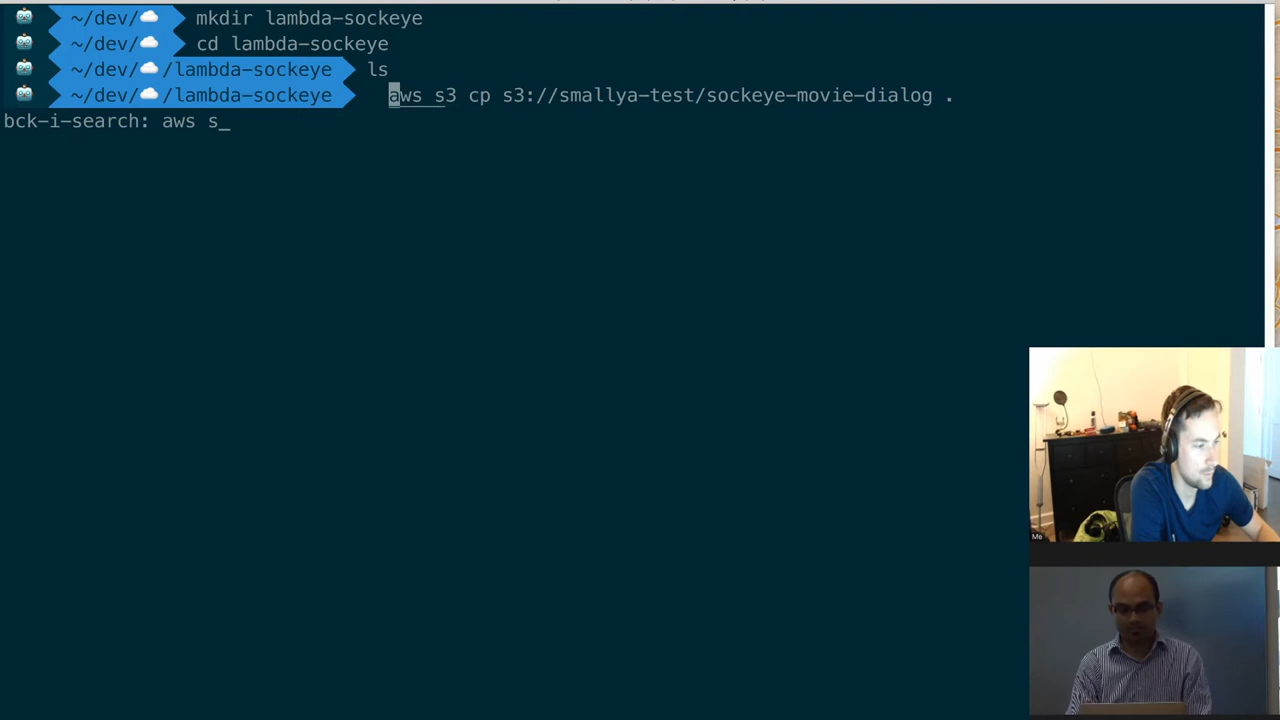 ~/dev/☁️ mkdir lambda-sockeye
~/dev/☁️ cd lambda-sockeye
~/dev/☁️/lambda-sockeye ls
~/dev/☁️/lambda-sockeye aws s3 cp s3://smallya-test/sockeye-movie-dialog .
bck-i-search: aws s_
Me